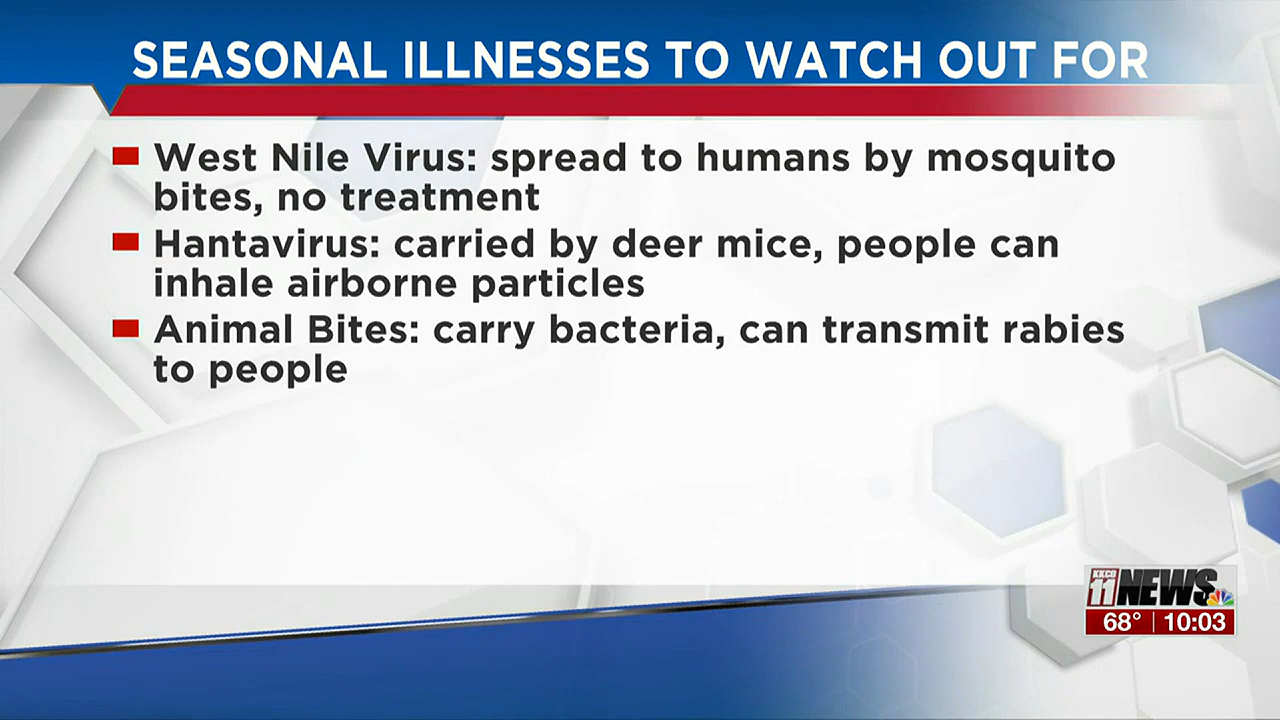 SEASONAL ILLNESSES TO WATCH OUT FOR
West Nile Virus: spread to humans by mosquito
bites, no treatment
Hantavirus: carried by deer mice, people can
inhale airborne particles
Animal Bites: carry bacteria, can transmit rabies
to people
KKCO
11 NEWS
68° | 10:03